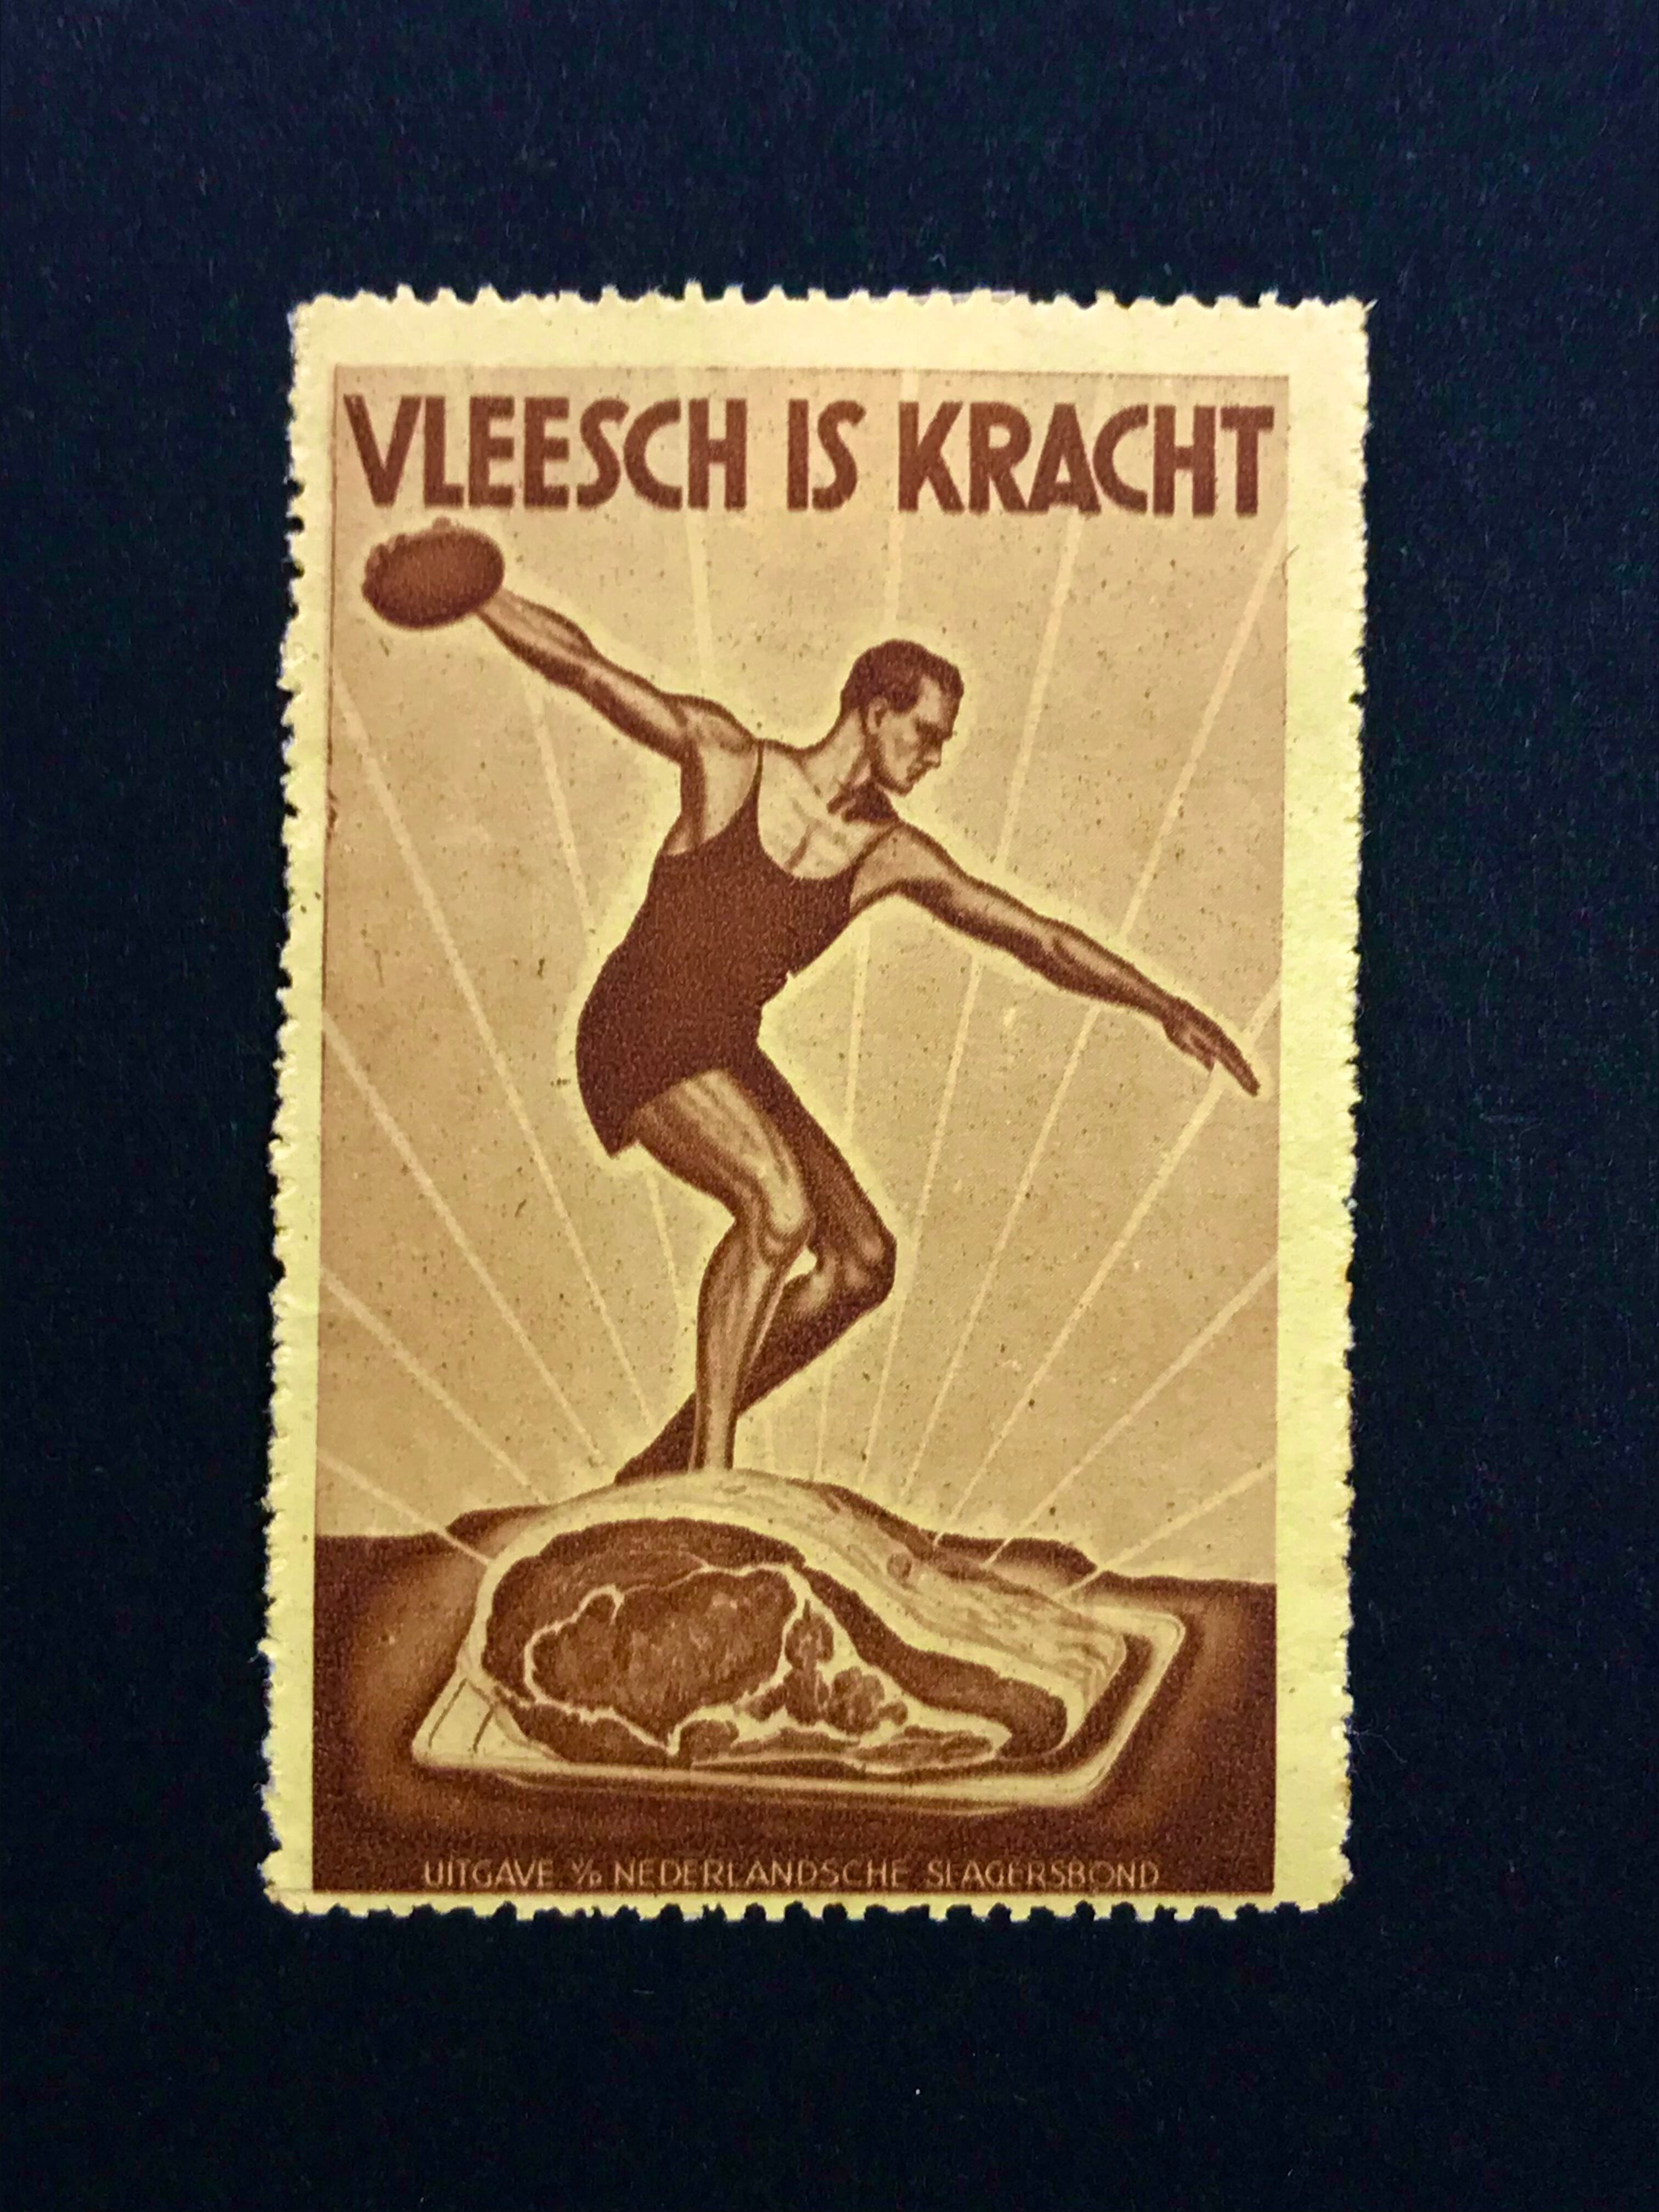 VLEESCH IS KRACHT
UITGAVE v/d NEDERLANDSCHE SLAGERSBOND